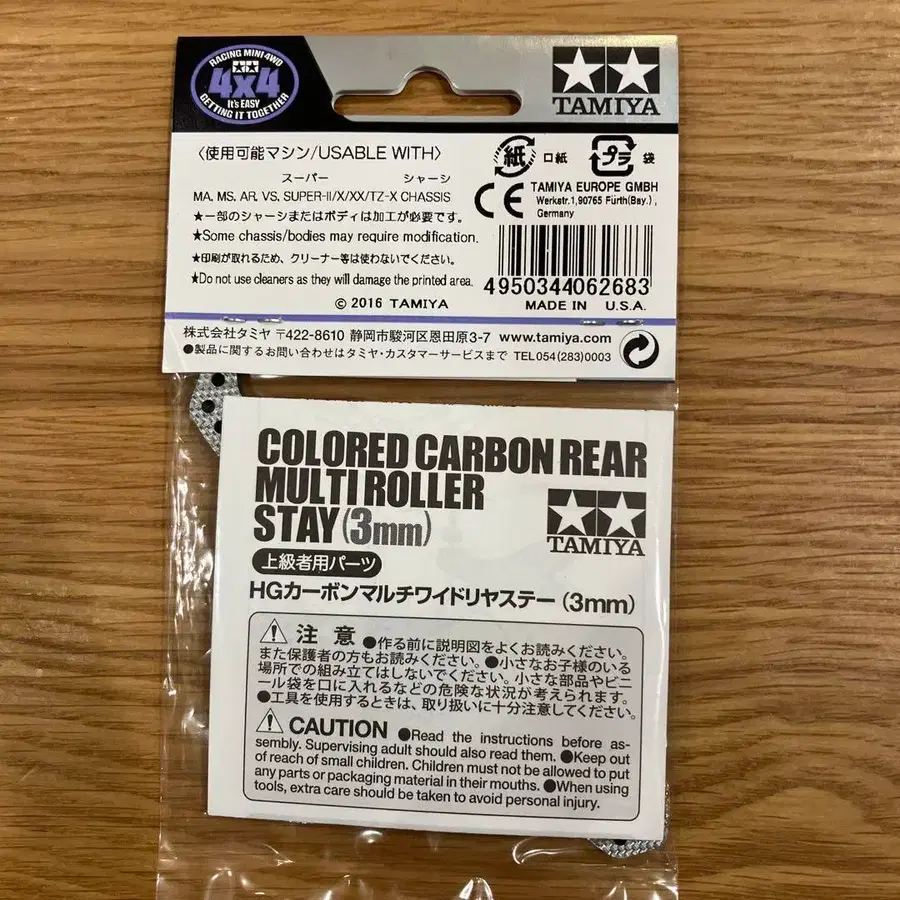 RACING MINI 4WD
4x4
It's EASY
GETTING IT TOGETHER
TAMIYA
〈使用可能マシン/USABLE WITH〉
スーパー シャーシ
MA. MS. AR. VS. SUPER-II/X/XX/TZ-X CHASSIS
★一部のシャーシまたはボディは加工が必要です。
★Some chassis/bodies may require modification.
★印刷が取れるため、クリーナー等は使わないでください。
★Do not use cleaners as they will damage the printed area.
© 2016 TAMIYA
紙 口紙 プラ 袋
CE TAMIYA EUROPE GMBH
Werkstr.1,90765 Fürth(Bay.),
Germany
4950344062683
MADE IN U.S.A.
株式会社タミヤ 〒422-8610 静岡市駿河区恩田原3-7 www.tamiya.com
●製品に関するお問い合わせはタミヤ・カスタマーサービスまで TEL 054(283)0003
COLORED CARBON REAR
MULTI ROLLER
STAY(3mm)
TAMIYA
上級者用パーツ
HGカーボンマルチワイドリヤステー(3mm)
注意 ●作る前に説明図をよくお読みください。
また保護者の方もお読みください。●小さなお子様のいる
場所での組み立てはしないでください。小さな部品やビニ
ール袋を口に入れるなどの危険な状況が考えられます。
●工具を使用するときは、取り扱いに十分注意してください。
CAUTION ●Read the instructions before as-
sembly. Supervising adult should also read them. ●Keep out
of reach of small children. Children must not be allowed to put
any parts or packaging material in their mouths. ●When using
tools, extra care should be taken to avoid personal injury.